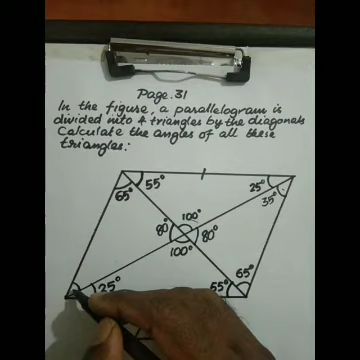 Page. 31
In the figure, a parallelogram is
divided into 4 triangles by the diagonals
Calculate the angles of all these
triangles:
65° 55° 25° 35°
100°
80° 80°
100°
25° 55° 65°